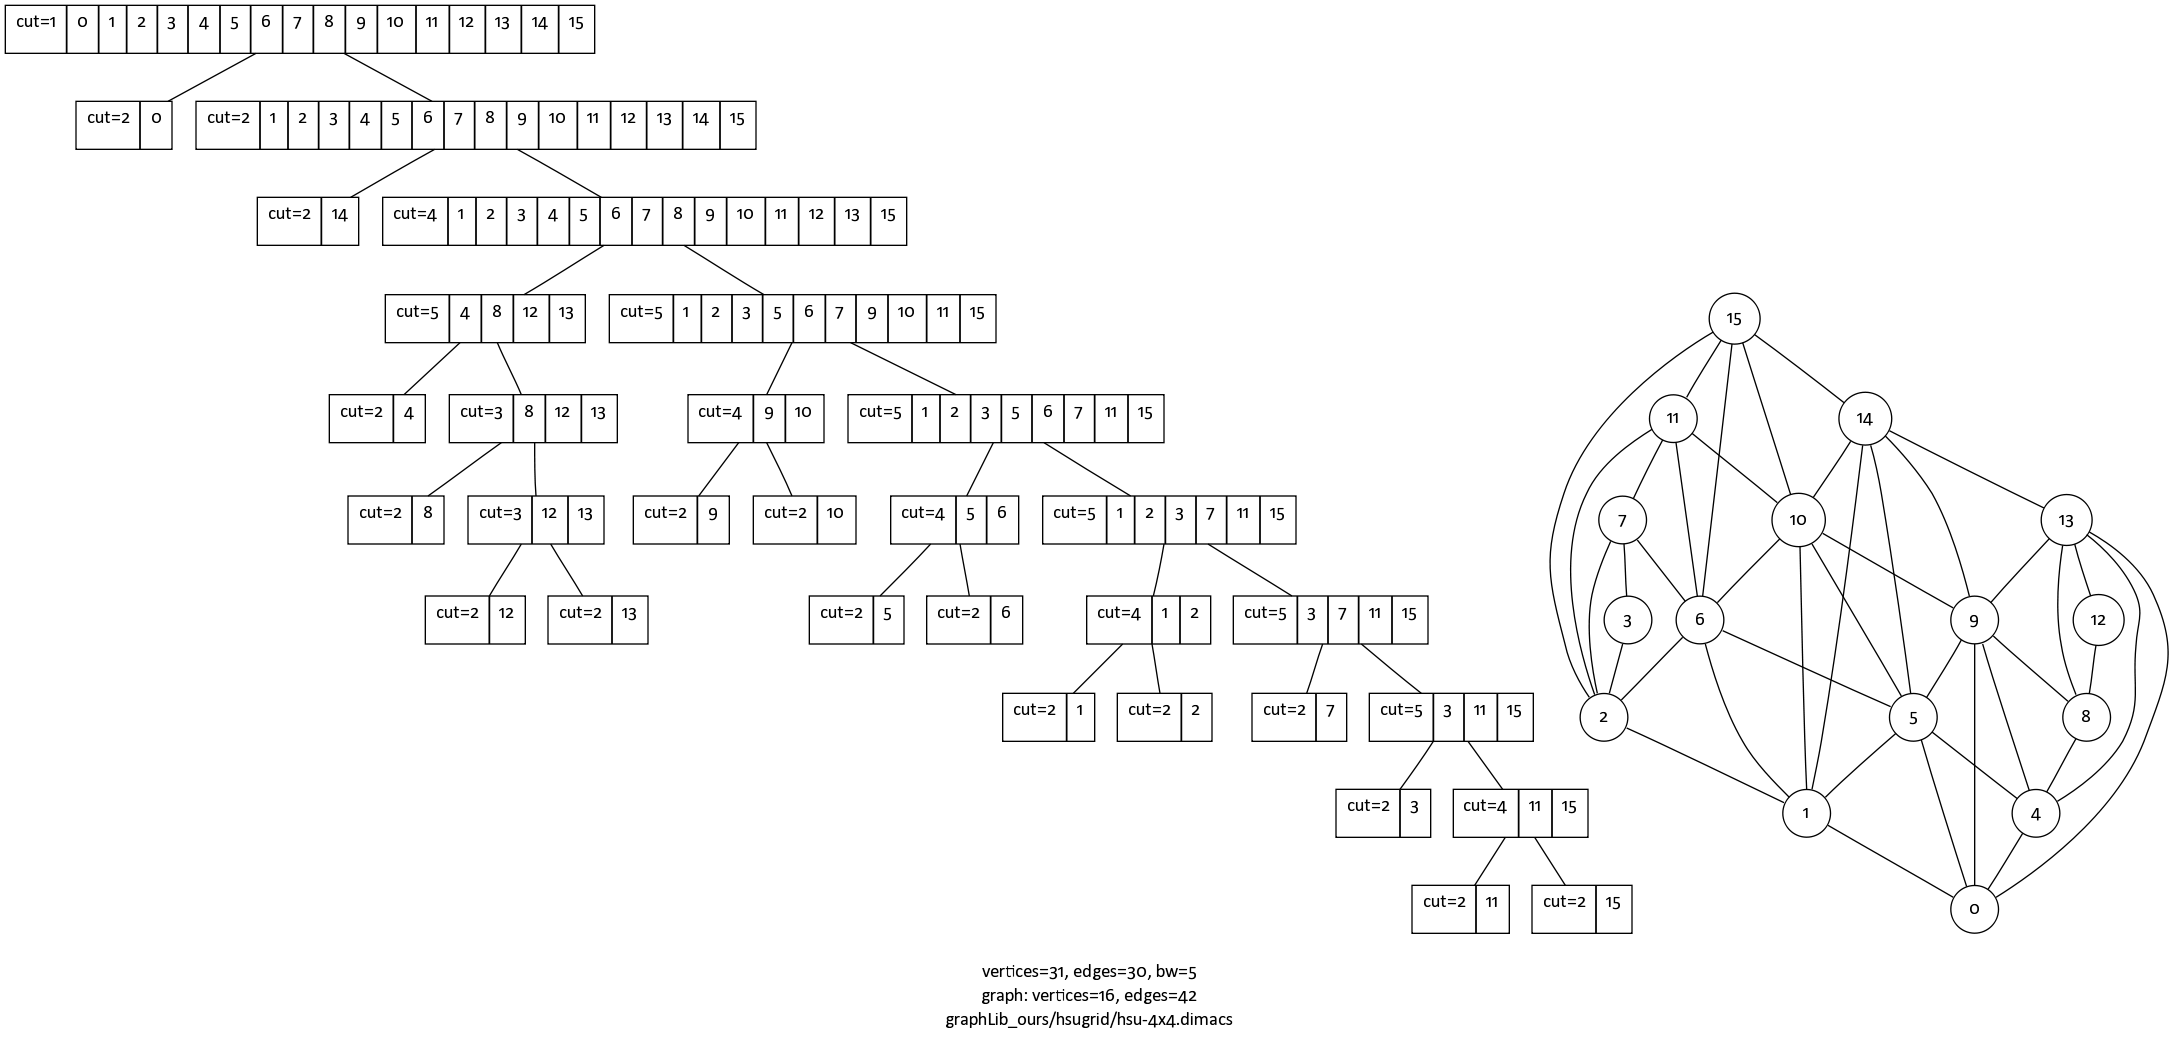 cut=1 0 1 2 3 4 5 6 7 8 9 10 11 12 13 14 15
cut=2 0
cut=2 1 2 3 4 5 6 7 8 9 10 11 12 13 14 15
cut=2 14
cut=4 1 2 3 4 5 6 7 8 9 10 11 12 13 15
cut=5 4 8 12 13
cut=5 1 2 3 5 6 7 9 10 11 15
cut=2 4
cut=3 8 12 13
cut=4 9 10
cut=5 1 2 3 5 6 7 11 15
cut=2 8
cut=3 12 13
cut=2 9
cut=2 10
cut=4 5 6
cut=5 1 2 3 7 11 15
cut=2 12
cut=2 13
cut=2 5
cut=2 6
cut=4 1 2
cut=5 3 7 11 15
cut=2 1
cut=2 2
cut=2 7
cut=5 3 11 15
cut=2 3
cut=4 11 15
cut=2 11
cut=2 15
15
11
14
7
10
13
3
6
9
12
2
5
8
1
4
0
vertices=31, edges=30, bw=5
graph: vertices=16, edges=42
graphLib_ours/hsugrid/hsu-4x4.dimacs